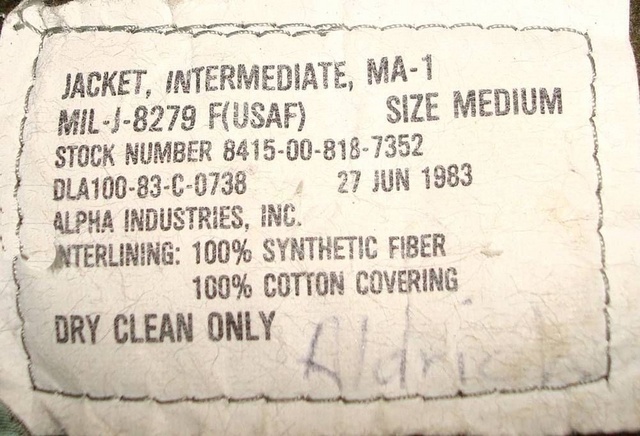 JACKET, INTERMEDIATE, MA-1
MIL-J-8279 F(USAF) SIZE MEDIUM
STOCK NUMBER 8415-00-818-7352
DLA100-83-C-0738 27 JUN 1983
ALPHA INDUSTRIES, INC.
NTERLINING: 100% SYNTHETIC FIBER
100% COTTON COVERING
DRY CLEAN ONLY